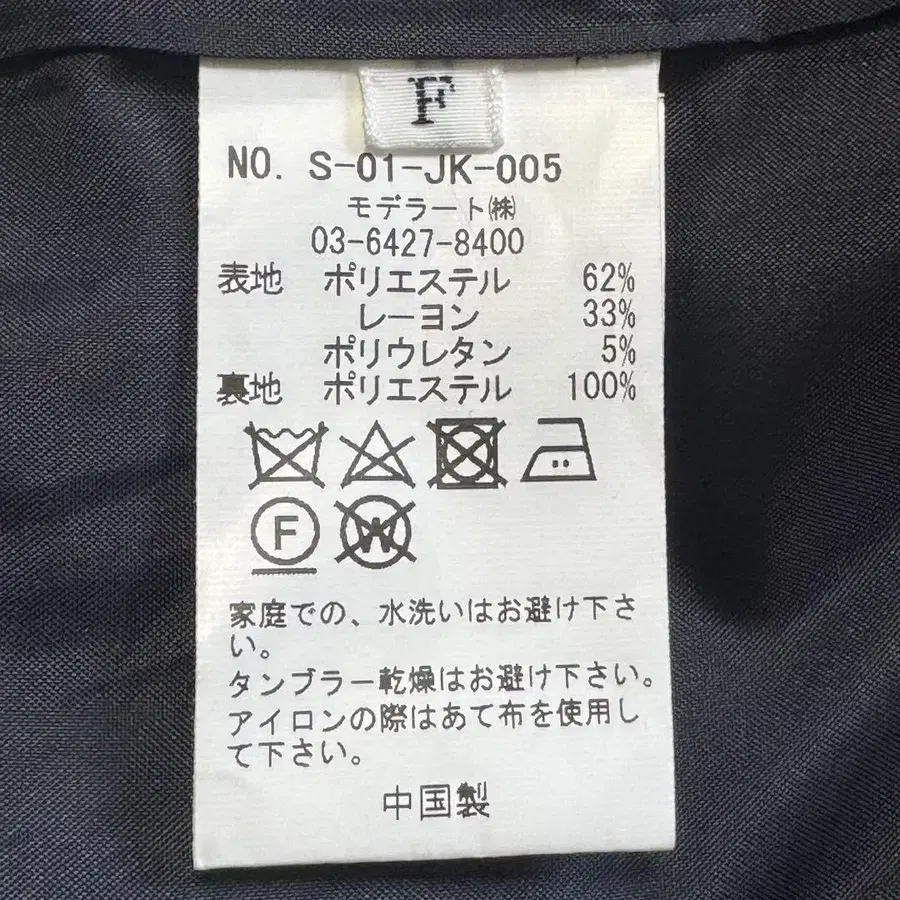 F
NO. S-01-JK-005
モデラート㈱
03-6427-8400
表地 ポリエステル 62%
レーヨン 33%
ポリウレタン 5%
裏地 ポリエステル 100%
F
W
家庭での、水洗いはお避け下さ
い。
タンブラー乾燥はお避け下さい。
アイロンの際はあて布を使用し
て下さい。
中国製